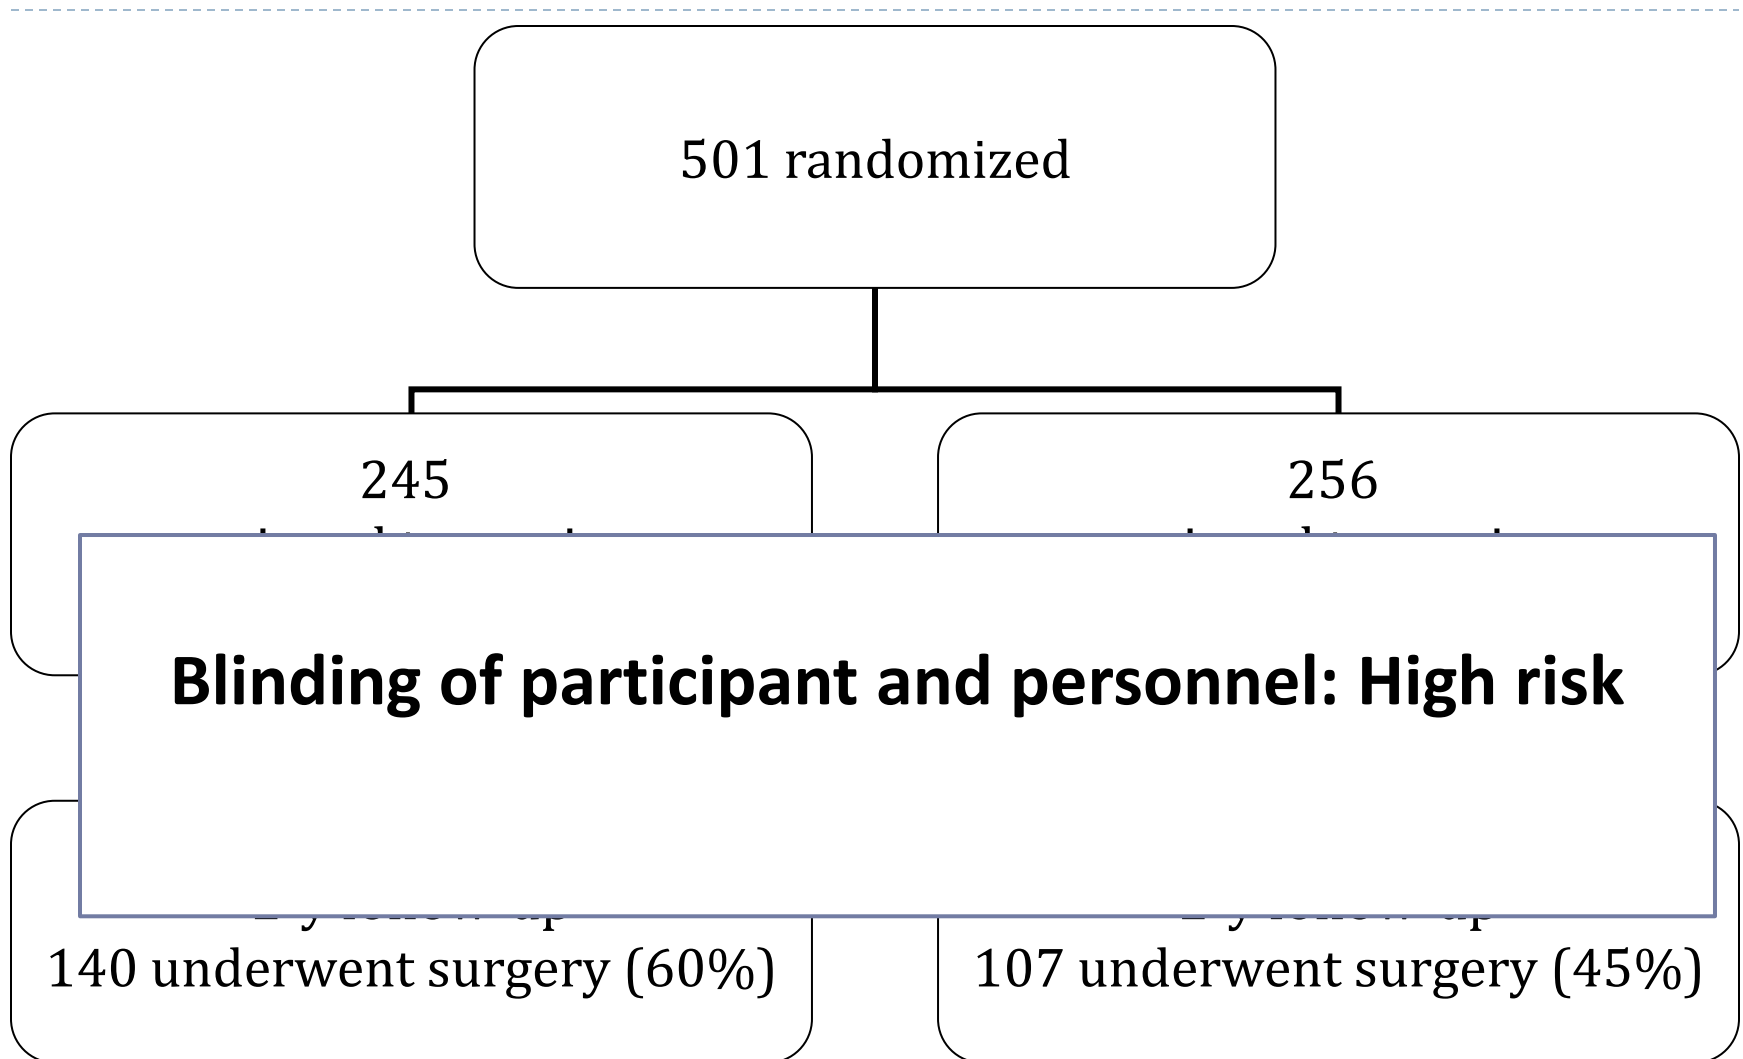 501 randomized
245
256
Blinding of participant and personnel: High risk
140 underwent surgery (60%)
107 underwent surgery (45%)